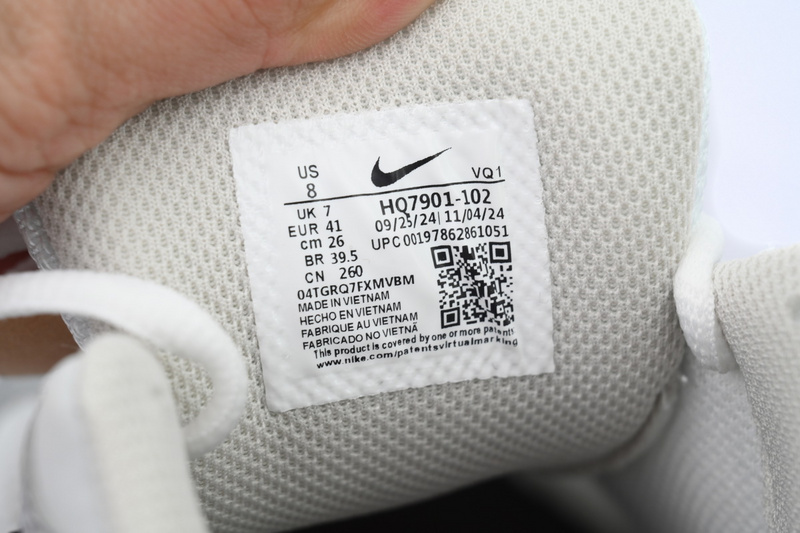 US
8
VQ1
UK 7
HQ7901-102
EUR 41
09/25/24| 11/04/24
cm 26
UPC 00197862861051
BR 39.5
CN 260
04TGRQ7FXMVBM
MADE IN VIETNAM
HECHO EN VIETNAM
FABRIQUE AU VIETNAM
FABRICADO NO VIETNÃ
This product is covered by one or more patents
www.nike.com/patentsvirtualmarking